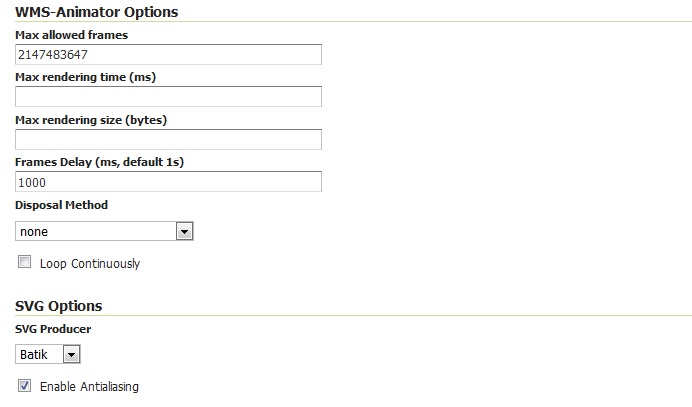 WMS-Animator Options
Max allowed frames
2147483647
Max rendering time (ms)
Max rendering size (bytes)
Frames Delay (ms, default 1s)
1000
Disposal Method
none
Loop Continuously
SVG Options
SVG Producer
Batik
Enable Antialiasing